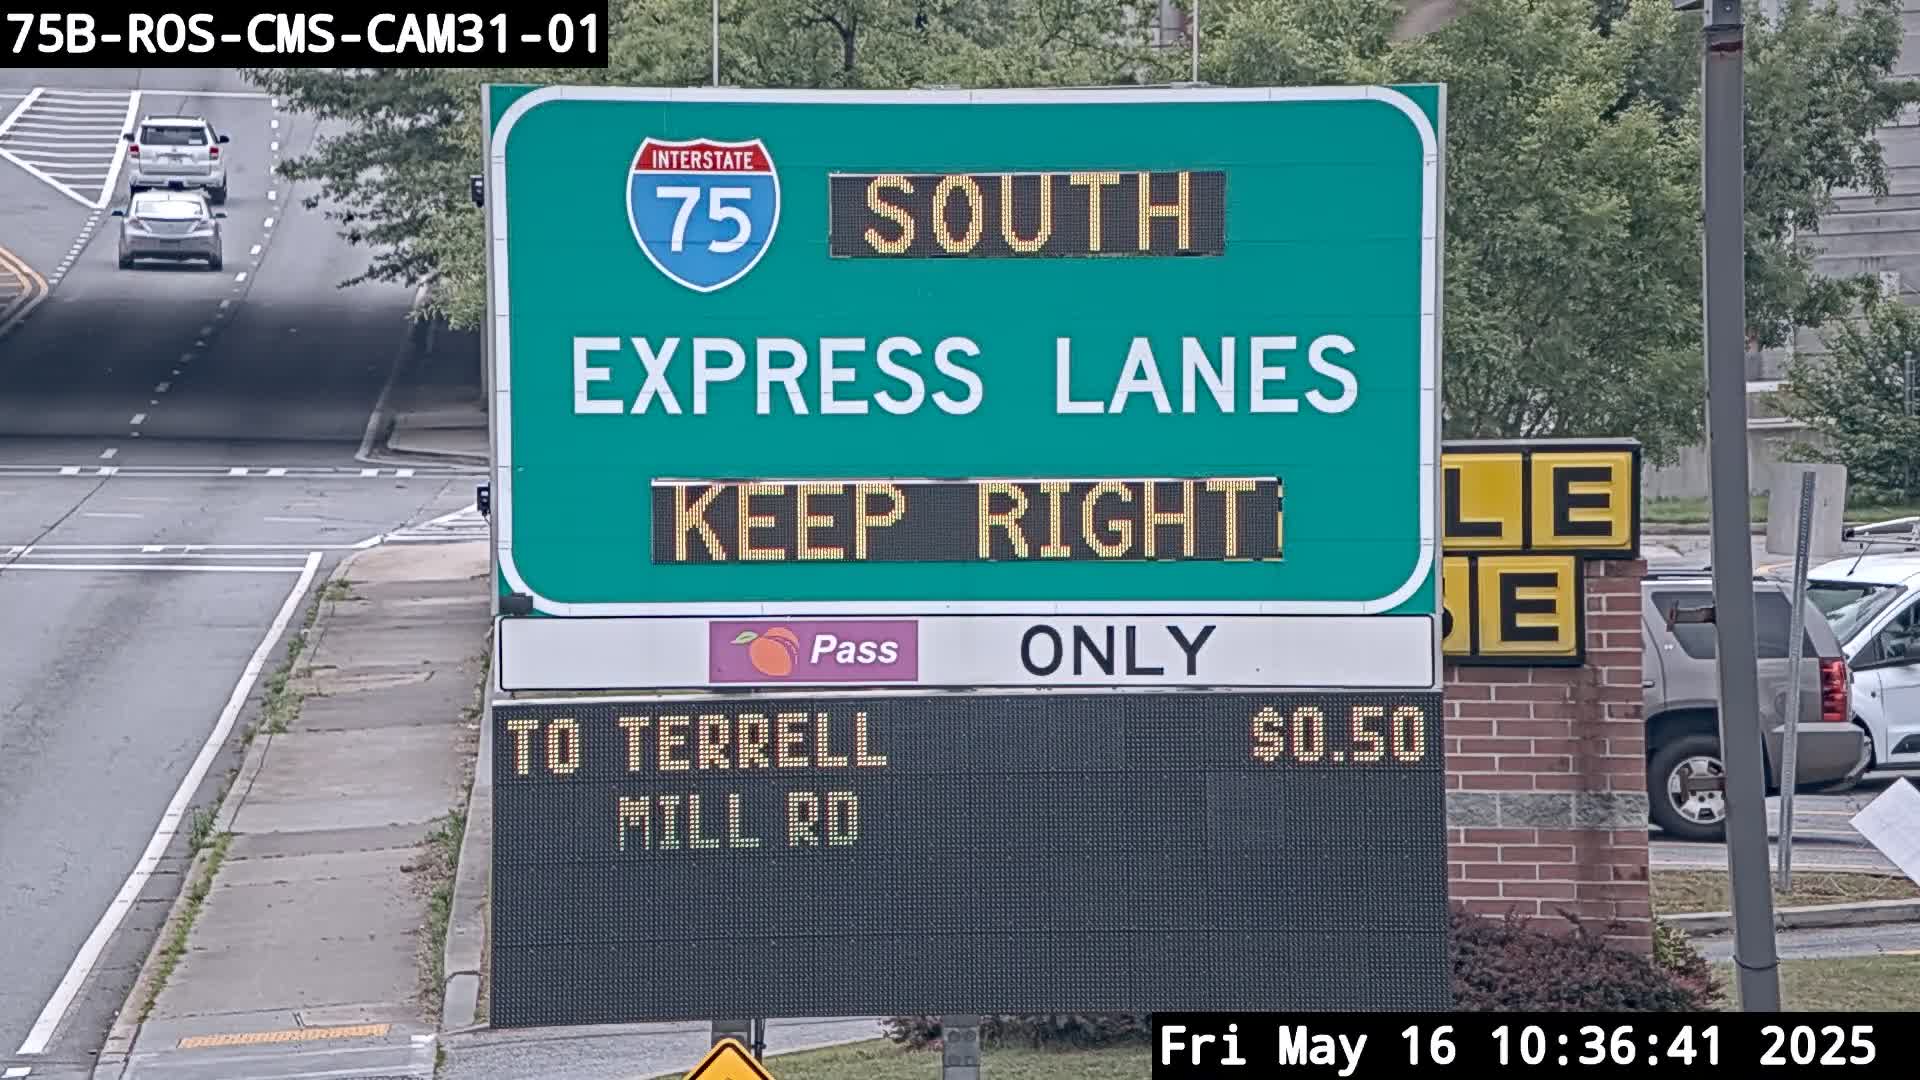 75B-ROS-CMS-CAM31-01
INTERSTATE
75 SOUTH
EXPRESS LANES
KEEP RIGHT
LE
E
Pass ONLY
TO TERRELL $0.50
MILL RD
Fri May 16 10:36:41 2025